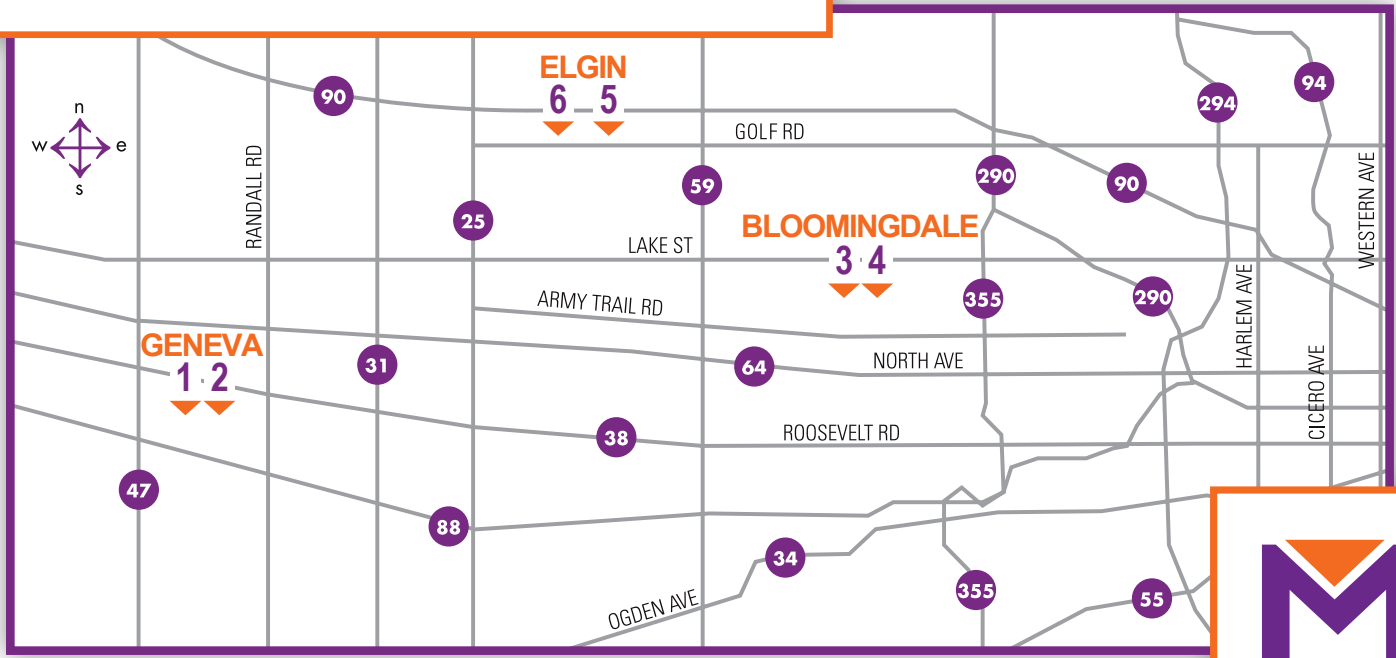 ELGIN
6 5
90
94
294
n
w e
s
GOLF RD
RANDALL RD
59
290
90
WESTERN AVE
25
BLOOMINGDALE
3 4
LAKE ST
ARMY TRAIL RD
355
290
HARLEM AVE
GENEVA
1 2
31
64
NORTH AVE
CICERO AVE
38
ROOSEVELT RD
47
88
34
355
55
OGDEN AVE
M